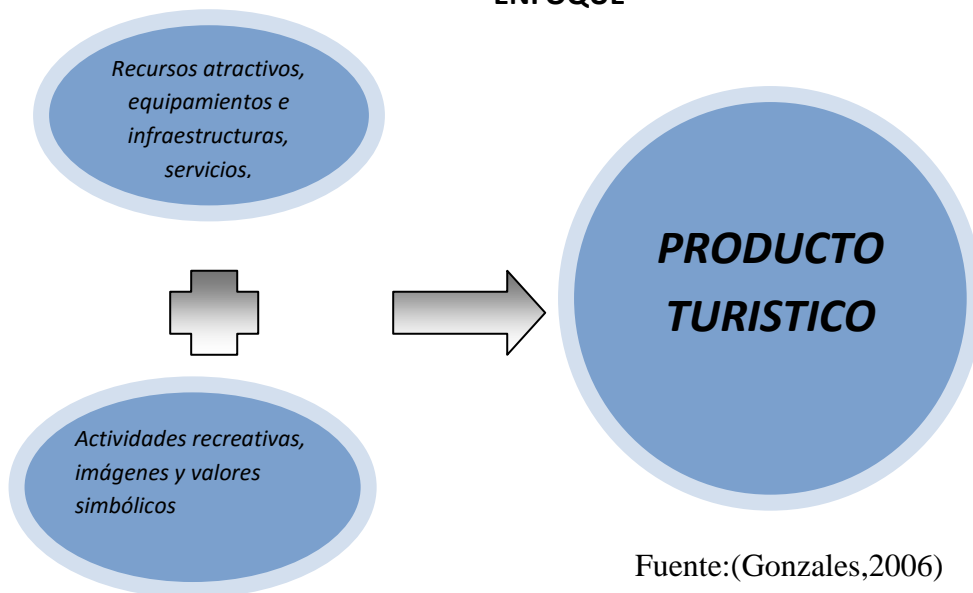 ENFOQUE
Recursos atractivos,
equipamientos e
infraestructuras,
servicios.
PRODUCTO
TURISTICO
Actividades recreativas,
imágenes y valores
simbólicos
Fuente:(Gonzales,2006)